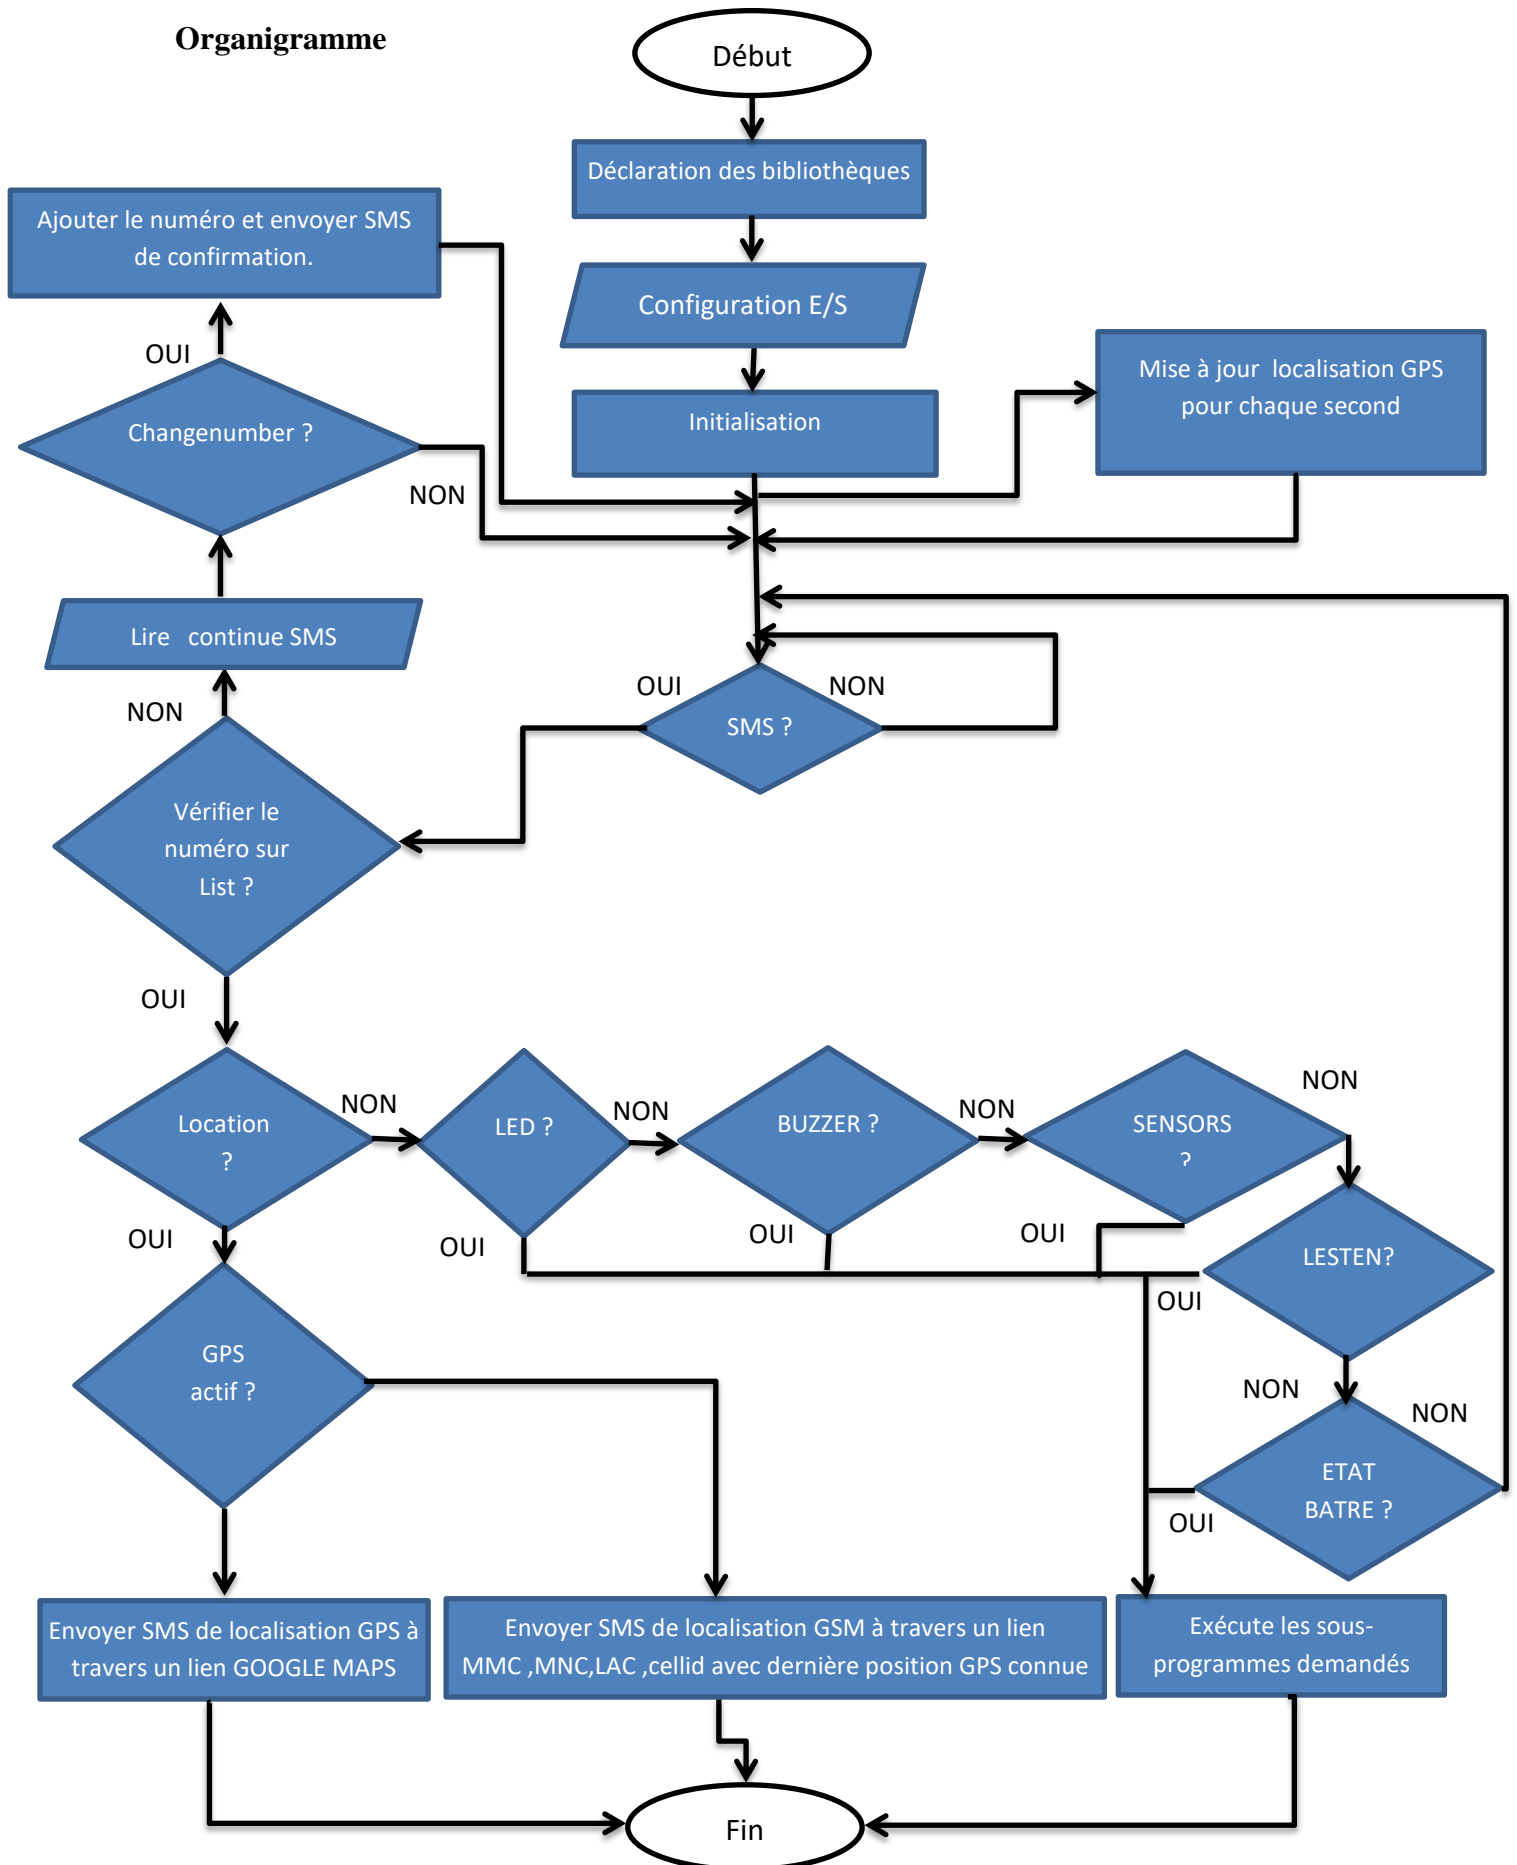 Organigramme
Début
Déclaration des bibliothèques
Ajouter le numéro et envoyer SMS
de confirmation.
Configuration E/S
OUI
Mise à jour localisation GPS
pour chaque second
Changenumber ?
Initialisation
NON
Lire continue SMS
OUI
NON
NON
SMS ?
Vérifier le
numéro sur
List ?
OUI
Location
?
NON
LED ?
NON
BUZZER ?
NON
SENSORS
?
NON
OUI
OUI
OUI
OUI
LESTEN?
OUI
GPS
actif ?
NON
NON
ETAT
BATRE ?
OUI
Envoyer SMS de localisation GPS à
travers un lien GOOGLE MAPS
Envoyer SMS de localisation GSM à travers un lien
MMC ,MNC,LAC ,cellid avec dernière position GPS connue
Exécute les sous-
programmes demandés
Fin